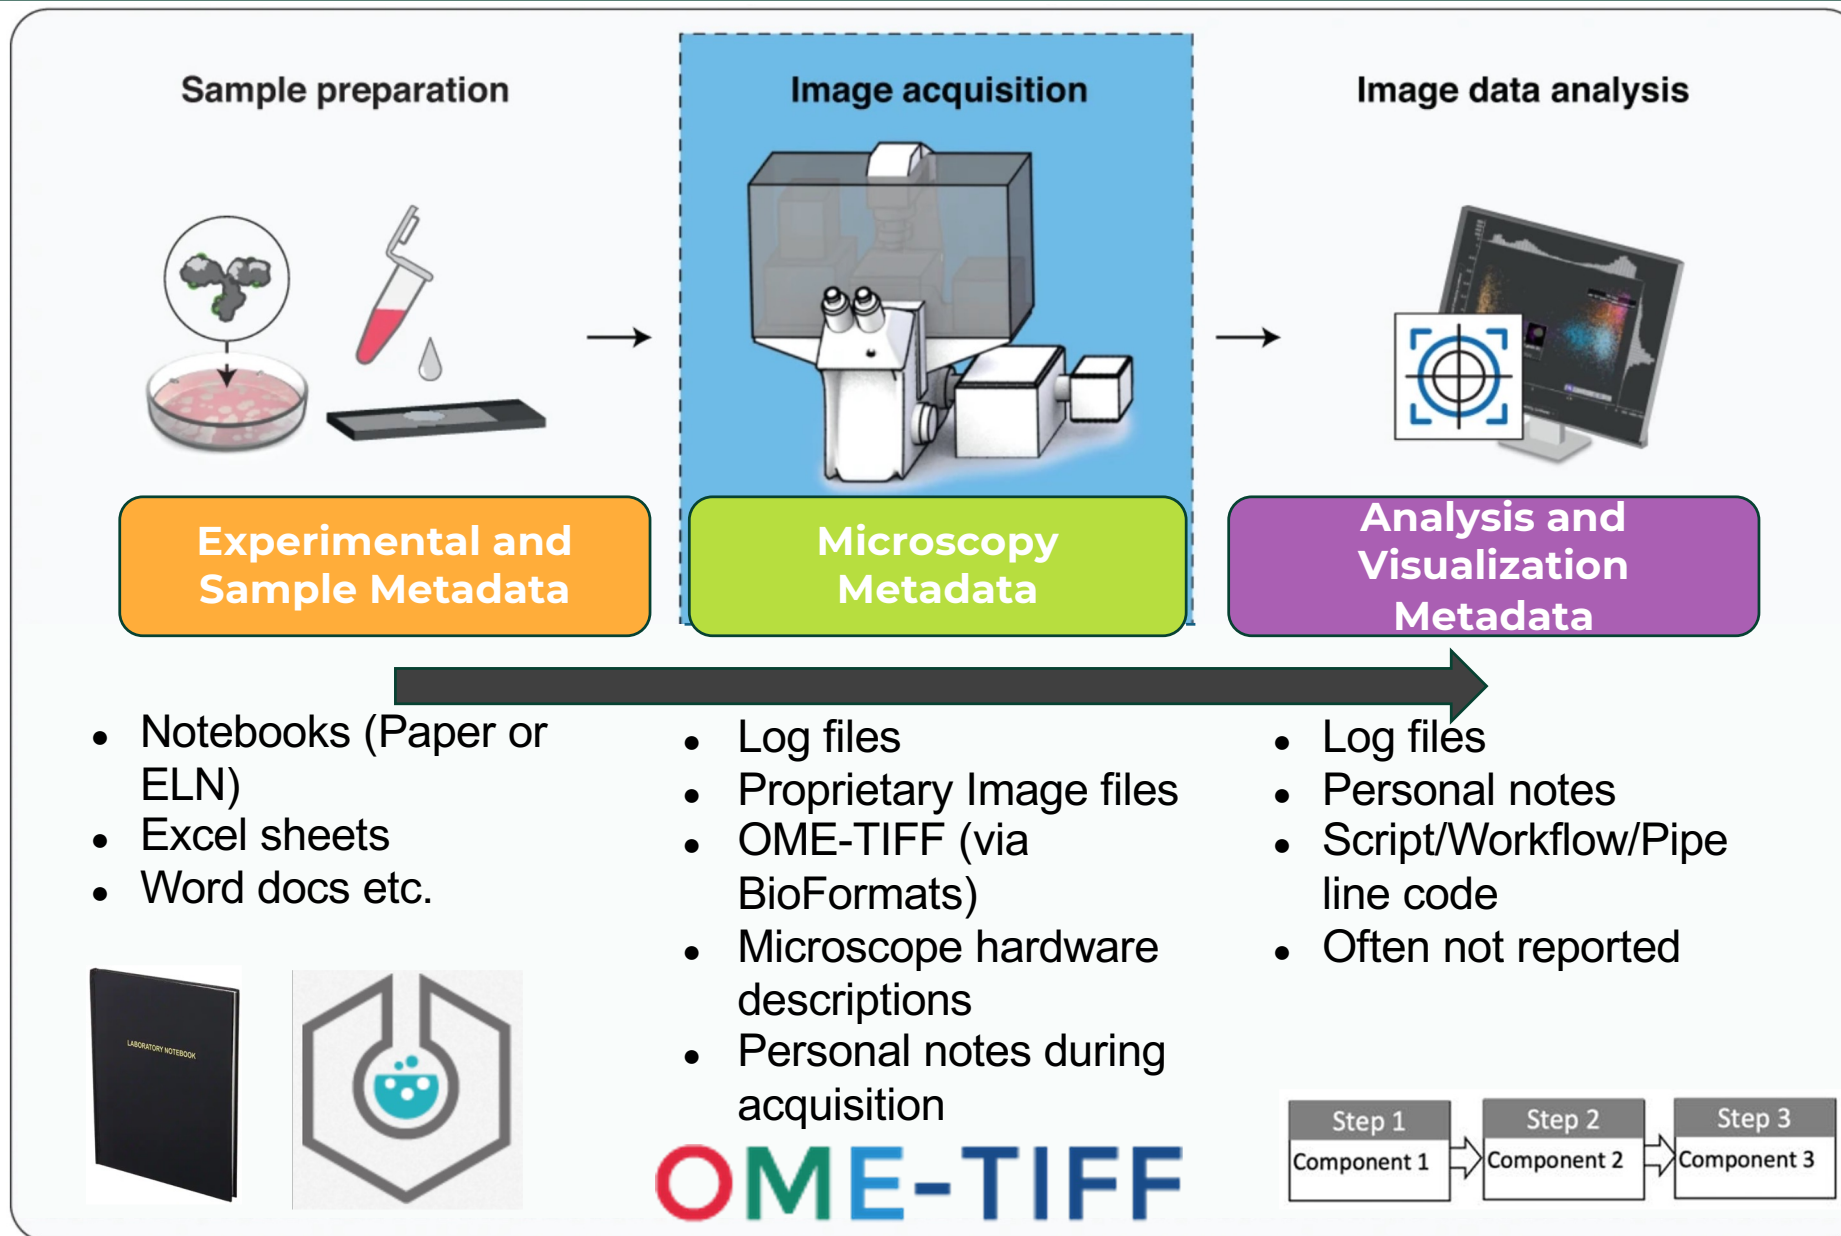 Sample preparation
Image acquisition
Image data analysis
Experimental and
Sample Metadata
Microscopy
Metadata
Analysis and
Visualization
Metadata
• Notebooks (Paper or
ELN)
• Excel sheets
• Word docs etc.
• Log files
• Proprietary Image files
• OME-TIFF (via
BioFormats)
• Microscope hardware
descriptions
• Personal notes during
acquisition
• Log files
• Personal notes
• Script/Workflow/Pipe
line code
• Often not reported
LABORATORY NOTEBOOK
OME-TIFF
Step 1
Component 1
Step 2
Component 2
Step 3
Component 3